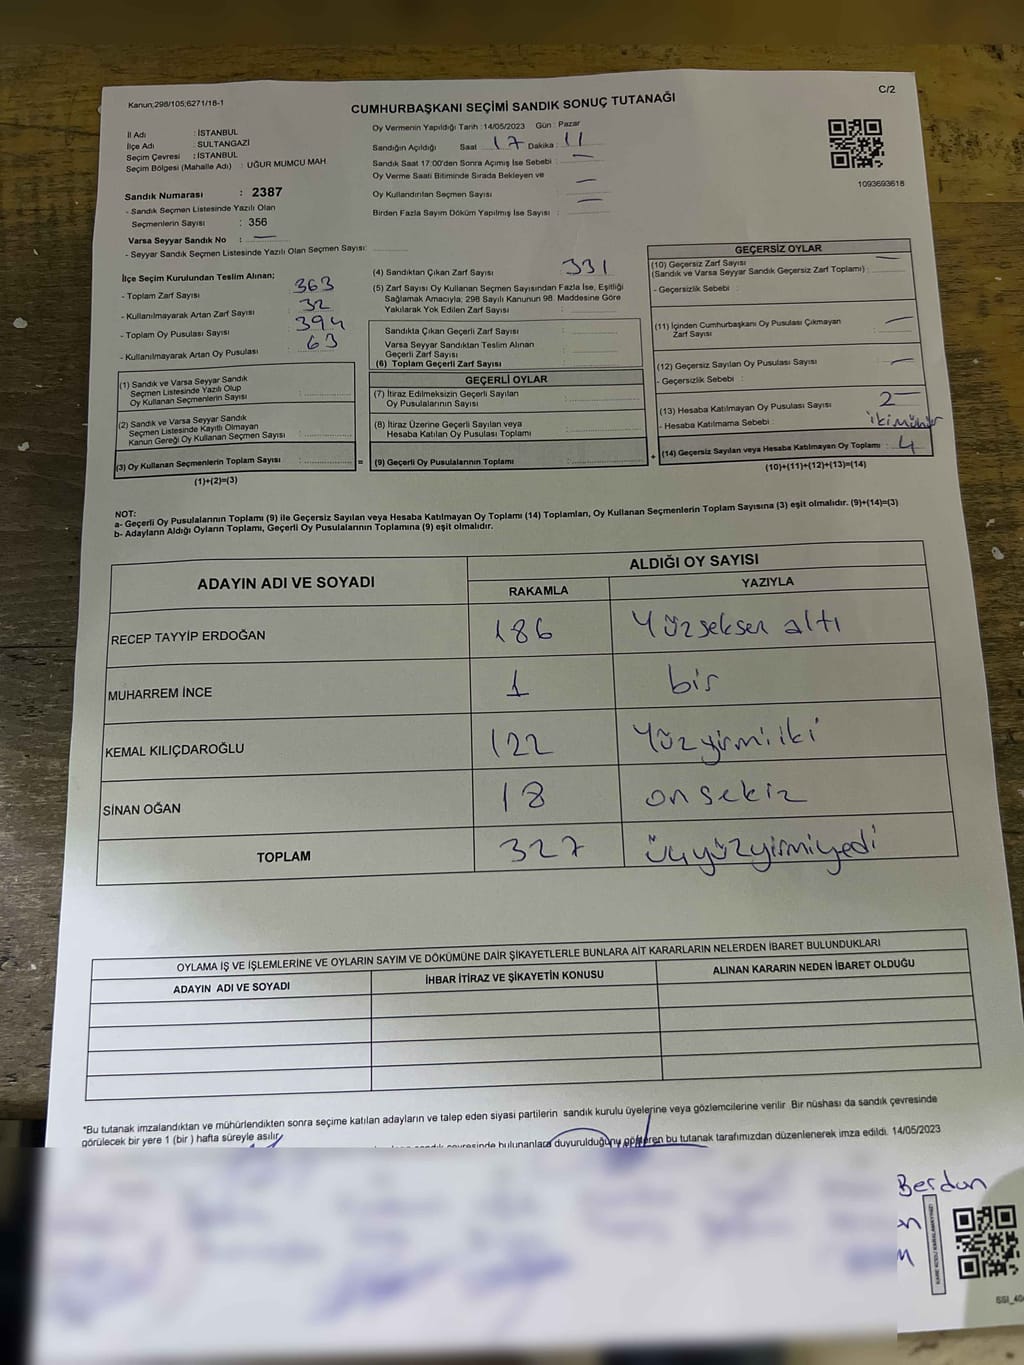 Kanun;298/105;6271/18-1
C/2
CUMHURBAŞKANI SEÇİMİ SANDIK SONUÇ TUTANAĞI
İl Adı : İSTANBUL
İlçe Adı : SULTANGAZİ
Seçim Çevresi : İSTANBUL
Seçim Bölgesi (Mahalle Adı) : UĞUR MUMCU MAH
Sandık Numarası : 2387
- Sandık Seçmen Listesinde Yazılı Olan
Seçmenlerin Sayısı : 356
Varsa Seyyar Sandık No : —
- Seyyar Sandık Seçmen Listesinde Yazılı Olan Seçmen Sayısı:
Oy Vermenin Yapıldığı Tarih : 14/05/2023 Gün : Pazar
Sandığın Açıldığı Saat 17 Dakika : 11
Sandık Saat 17:00'den Sonra Açımış İse Sebebi : —
Oy Verme Saati Bitiminde Sırada Bekleyen ve —
Oy Kullandırılan Seçmen Sayısı —
Birden Fazla Sayım Döküm Yapılmış İse Sayısı :
1093693618
İlçe Seçim Kurulundan Teslim Alınan;
- Toplam Zarf Sayısı : 363
- Kullanılmayarak Artan Zarf Sayısı : 32
- Toplam Oy Pusulası Sayısı : 394
- Kullanılmayarak Artan Oy Pusulası : 63
(4) Sandıktan Çıkan Zarf Sayısı 331
(5) Zarf Sayısı Oy Kullanan Seçmen Sayısından Fazla İse, Eşitliği
Sağlamak Amacıyla; 298 Sayılı Kanunun 98. Maddesine Göre
Yakılarak Yok Edilen Zarf Sayısı :
Sandıkta Çıkan Geçerli Zarf Sayısı :
Varsa Seyyar Sandıktan Teslim Alınan
Geçerli Zarf Sayısı
(6) Toplam Geçerli Zarf Sayısı
GEÇERSİZ OYLAR
(10) Geçersiz Zarf Sayısı —
(Sandık ve Varsa Seyyar Sandık Geçersiz Zarf Toplamı) :
- Geçersizlik Sebebi :
(11) İçinden Cumhurbaşkanı Oy Pusulası Çıkmayan —
Zarf Sayısı
(12) Geçersiz Sayılan Oy Pusulası Sayısı —
- Geçersizlik Sebebi :
(13) Hesaba Katılmayan Oy Pusulası Sayısı 2
- Hesaba Katılmama Sebebi : iki mühür
(14) Geçersiz Sayılan veya Hesaba Katılmayan Oy Toplamı : 4
(10)+(11)+(12)+(13)=(14)
(1) Sandık ve Varsa Seyyar Sandık
Seçmen Listesinde Yazılı Olup
Oy Kullanan Seçmenlerin Sayısı :
(2) Sandık ve Varsa Seyyar Sandık
Seçmen Listesinde Kayıtlı Olmayan
Kanun Gereği Oy Kullanan Seçmen Sayısı :
(3) Oy Kullanan Seçmenlerin Toplam Sayısı : =
(1)+(2)=(3)
GEÇERLİ OYLAR
(7) İtiraz Edilmeksizin Geçerli Sayılan
Oy Pusulalarının Sayısı :
(8) İtiraz Üzerine Geçerli Sayılan veya
Hesaba Katılan Oy Pusulası Toplamı :
(9) Geçerli Oy Pusulalarının Toplamı : +
NOT:
a- Geçerli Oy Pusulalarının Toplamı (9) ile Geçersiz Sayılan veya Hesaba Katılmayan Oy Toplamı (14) Toplamları, Oy Kullanan Seçmenlerin Toplam Sayısına (3) eşit olmalıdır. (9)+(14)=(3)
b- Adayların Aldığı Oyların Toplamı, Geçerli Oy Pusulalarının Toplamına (9) eşit olmalıdır.
ADAYIN ADI VE SOYADI ALDIĞI OY SAYISI
RAKAMLA YAZIYLA
RECEP TAYYİP ERDOĞAN 186 Yüzseksen altı
MUHARREM İNCE 1 bir
KEMAL KILIÇDAROĞLU 122 Yüzyirmiiki
SİNAN OĞAN 18 onsekiz
TOPLAM 327 üçyüzyirmiyedi
OYLAMA İŞ VE İŞLEMLERİNE VE OYLARIN SAYIM VE DÖKÜMÜNE DAİR ŞİKAYETLERLE BUNLARA AİT KARARLARIN NELERDEN İBARET BULUNDUKLARI
ADAYIN ADI VE SOYADI İHBAR İTİRAZ VE ŞİKAYETİN KONUSU ALINAN KARARIN NEDEN İBARET OLDUĞU
*Bu tutanak imzalandıktan ve mühürlendikten sonra seçime katılan adayların ve talep eden siyasi partilerin sandık kurulu üyelerine veya gözlemcilerine verilir. Bir nüshası da sandık çevresinde
görülecek bir yere 1 (bir ) hafta süreyle asılır.
bulunanlara duyurulduğunu gösteren bu tutanak tarafımızdan düzenlenerek imza edildi. 14/05/2023
Berdan